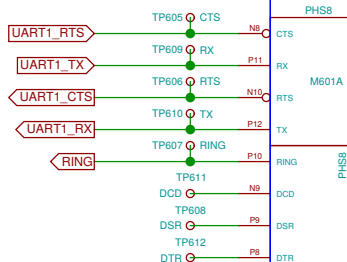 PHS8
TP605 CTS
UART1_RTS N8 CTS
TP609 RX
UART1_TX P11 RX
TP606 RTS M601A
UART1_CTS N10 RTS
TP610 TX
UART1_RX P12 TX
TP607 RING
RING P10 RING
PHS8
TP611
DCD N9 DCD
TP608
DSR P9 DSR
TP612
DTR P8 DTR